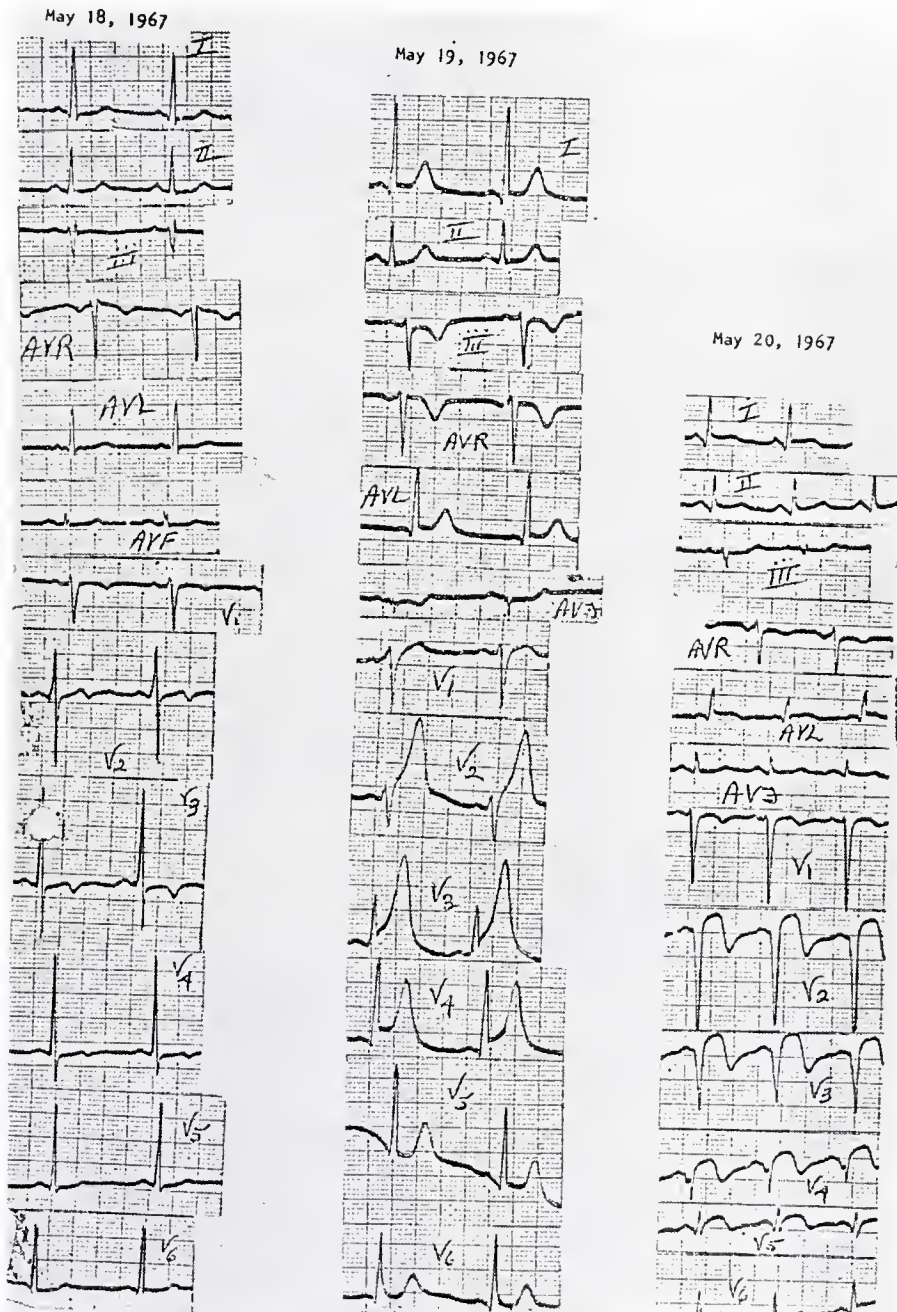 May 18, 1967
I
II
III
AVR
AVL
AVF
V1
V2
V3
V4
V5
V6
May 19, 1967
I
II
III
AVR
AVL
AVF
V1
V2
V3
V4
V5
V6
May 20, 1967
I
II
III
AVR
AVL
AVF
V1
V2
V3
V4
V5
V6